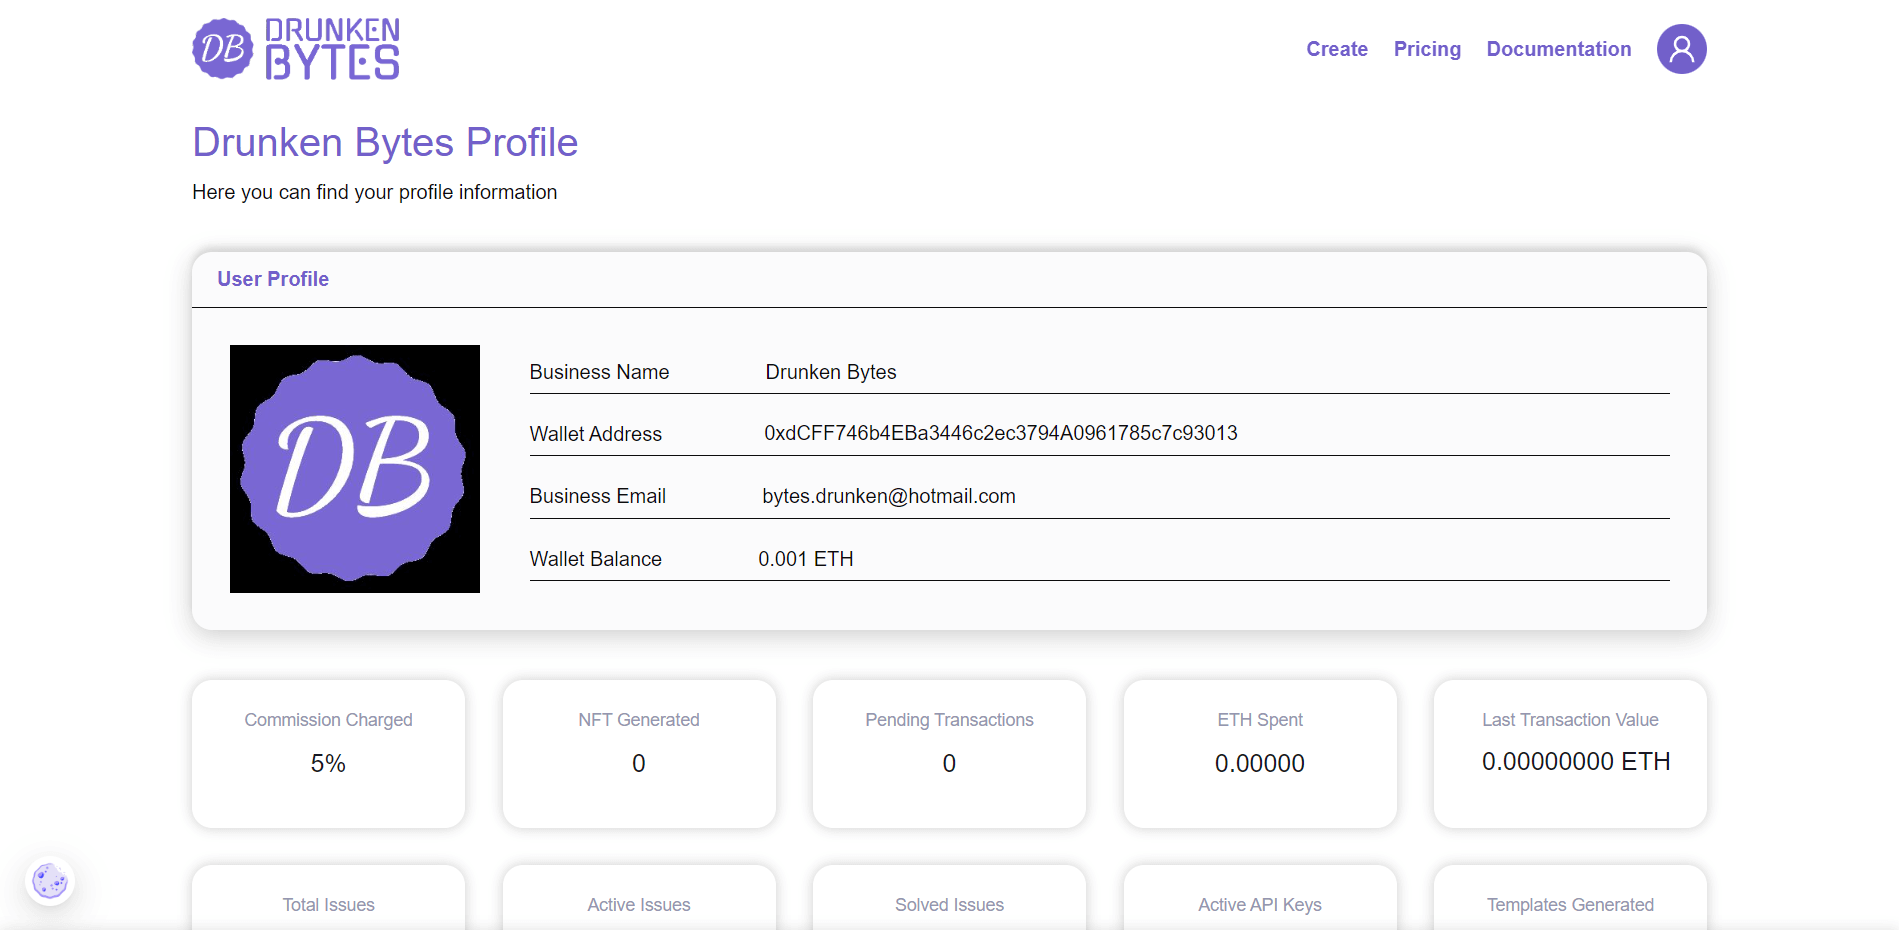 DB DRUNKEN BYTES
Create Pricing Documentation
Drunken Bytes Profile
Here you can find your profile information
User Profile
DB
Business Name Drunken Bytes
Wallet Address 0xdCFF746b4EBa3446c2ec3794A0961785c7c93013
Business Email bytes.drunken@hotmail.com
Wallet Balance 0.001 ETH
Commission Charged NFT Generated Pending Transactions ETH Spent Last Transaction Value
5% 0 0 0.00000 0.00000000 ETH
Total Issues Active Issues Solved Issues Active API Keys Templates Generated